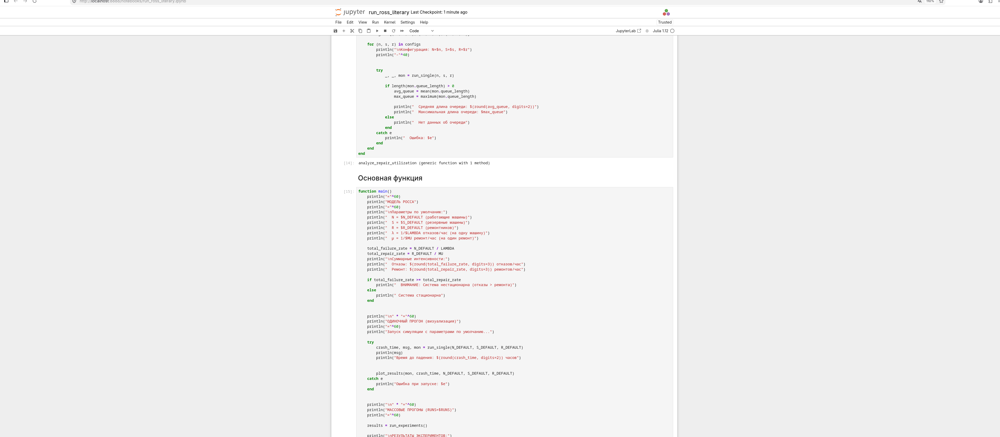 http://localhost:8888/notebooks/run_ross_literary.ipynb
110%
jupyter run_ross_literary Last Checkpoint: 1 minute ago
File Edit View Run Kernel Settings Help
Trusted
Code
JupyterLab
Julia 1.12
for (n, s, r) in configs
println("\nКонфигурация: N=$n, S=$s, R=$r")
println("-"^40)
try
_, _, mon = run_single(n, s, r)
if length(mon.queue_length) > 0
avg_queue = mean(mon.queue_length)
max_queue = maximum(mon.queue_length)
println("  Средняя длина очереди: $(round(avg_queue, digits=2))")
println("  Максимальная длина очереди: $max_queue")
else
println("  Нет данных об очереди")
end
catch e
println("  Ошибка: $e")
end
end
end
[14]: analyze_repair_utilization (generic function with 1 method)
Основная функция
[15]: function main()
println("="^60)
println("МОДЕЛЬ РОССА")
println("="^60)
println("\nПараметры по умолчанию:")
println("  N = $N_DEFAULT (работающие машины)")
println("  S = $S_DEFAULT (резервные машины)")
println("  R = $R_DEFAULT (ремонтников)")
println("  λ = 1/$LAMBDA отказов/час (на одну машину)")
println("  μ = 1/$MU ремонт/час (на один ремонт)")
total_failure_rate = N_DEFAULT / LAMBDA
total_repair_rate = R_DEFAULT / MU
println("\nСуммарные интенсивности:")
println("  Отказы: $(round(total_failure_rate, digits=3)) отказов/час")
println("  Ремонт: $(round(total_repair_rate, digits=3)) ремонтов/час")
if total_failure_rate >= total_repair_rate
println("  ВНИМАНИЕ: Система нестационарна (отказы > ремонта)")
else
println(" Система стационарна")
end
println("\n" * "="^60)
println("ОДИНОЧНЫЙ ПРОГОН (визуализация)")
println("="^60)
println("Запуск симуляции с параметрами по умолчанию...")
try
crash_time, msg, mon = run_single(N_DEFAULT, S_DEFAULT, R_DEFAULT)
println(msg)
println("Время до падения: $(round(crash_time, digits=2)) часов")
plot_results(mon, crash_time, N_DEFAULT, S_DEFAULT, R_DEFAULT)
catch e
println("Ошибка при запуске: $e")
end
println("\n" * "="^60)
println("МАССОВЫЕ ПРОГОНЫ (RUNS=$RUNS)")
println("="^60)
results = run_experiments()
println("\nРЕЗУЛЬТАТЫ ЭКСПЕРИМЕНТОВ:")